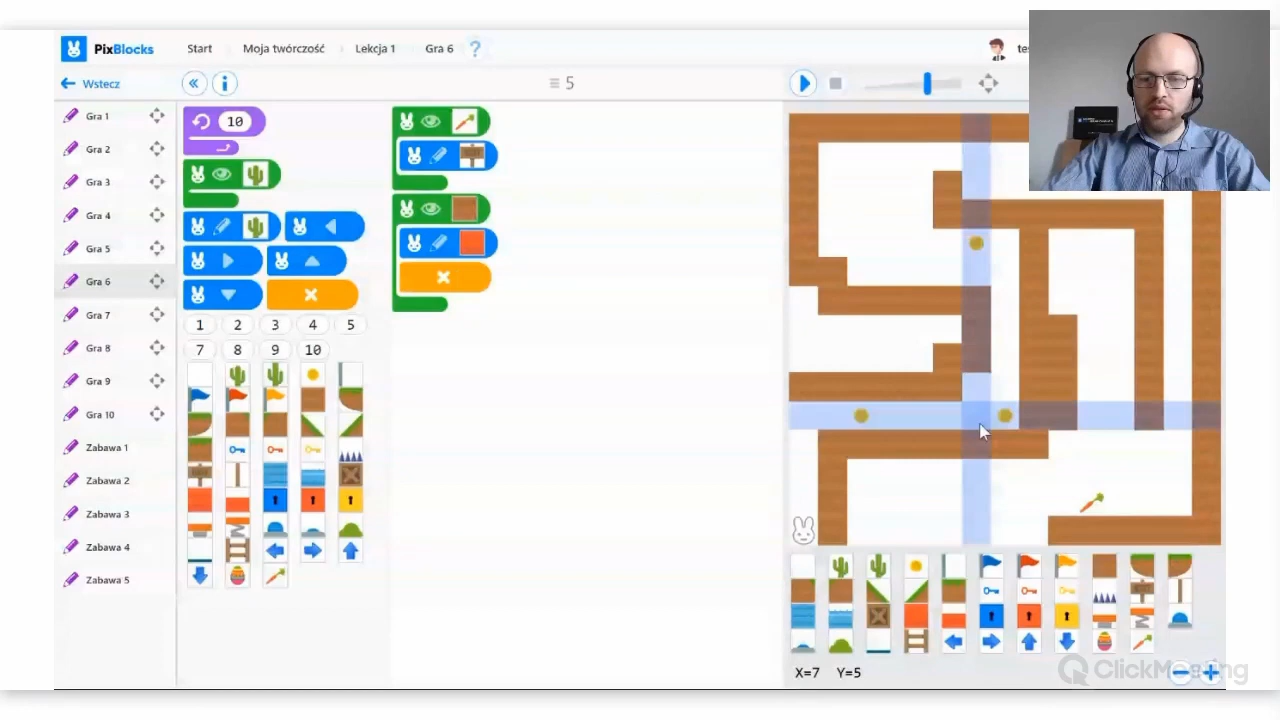 PixBlocks Start Moja twórczość Lekcja 1 Gra 6 ?
Wstecz 5
Gra 1
Gra 2
Gra 3
Gra 4
Gra 5
Gra 6
Gra 7
Gra 8
Gra 9
Gra 10
Zabawa 1
Zabawa 2
Zabawa 3
Zabawa 4
Zabawa 5
10
1 2 3 4 5
7 8 9 10
X=7 Y=5
ClickMeeting